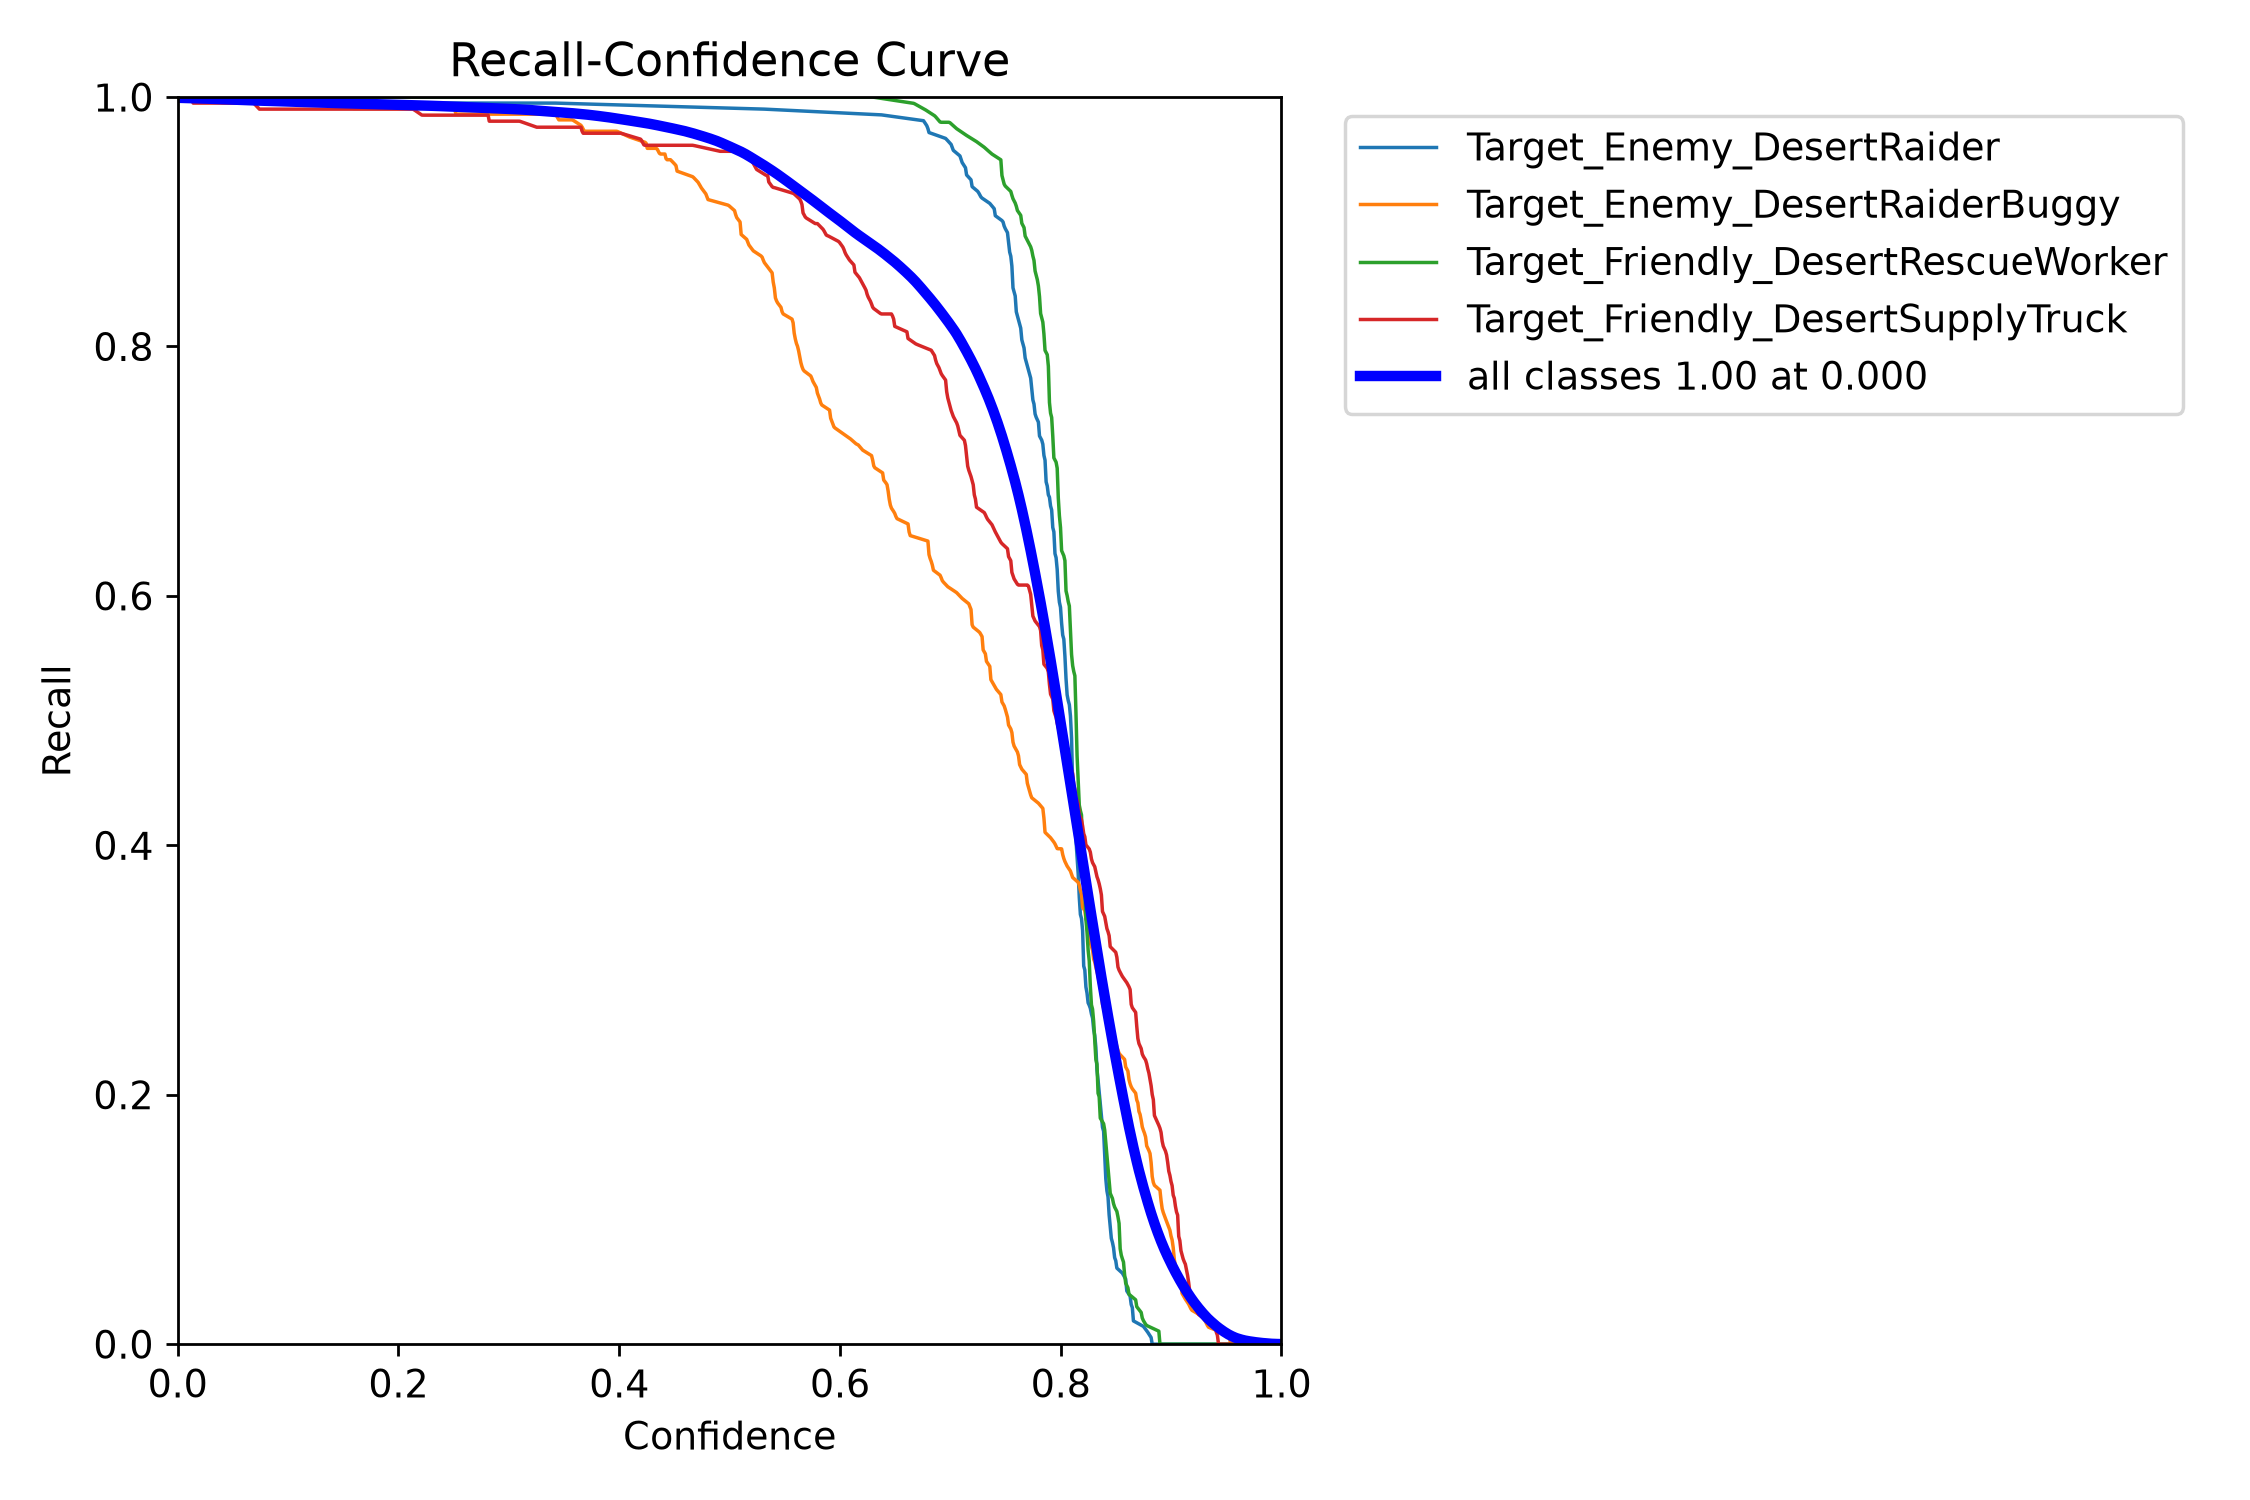 Recall-Confidence Curve
1.0
0.8
0.6
0.4
0.2
0.0
Recall
0.0 0.2 0.4 0.6 0.8 1.0
Confidence
Target_Enemy_DesertRaider
Target_Enemy_DesertRaiderBuggy
Target_Friendly_DesertRescueWorker
Target_Friendly_DesertSupplyTruck
all classes 1.00 at 0.000